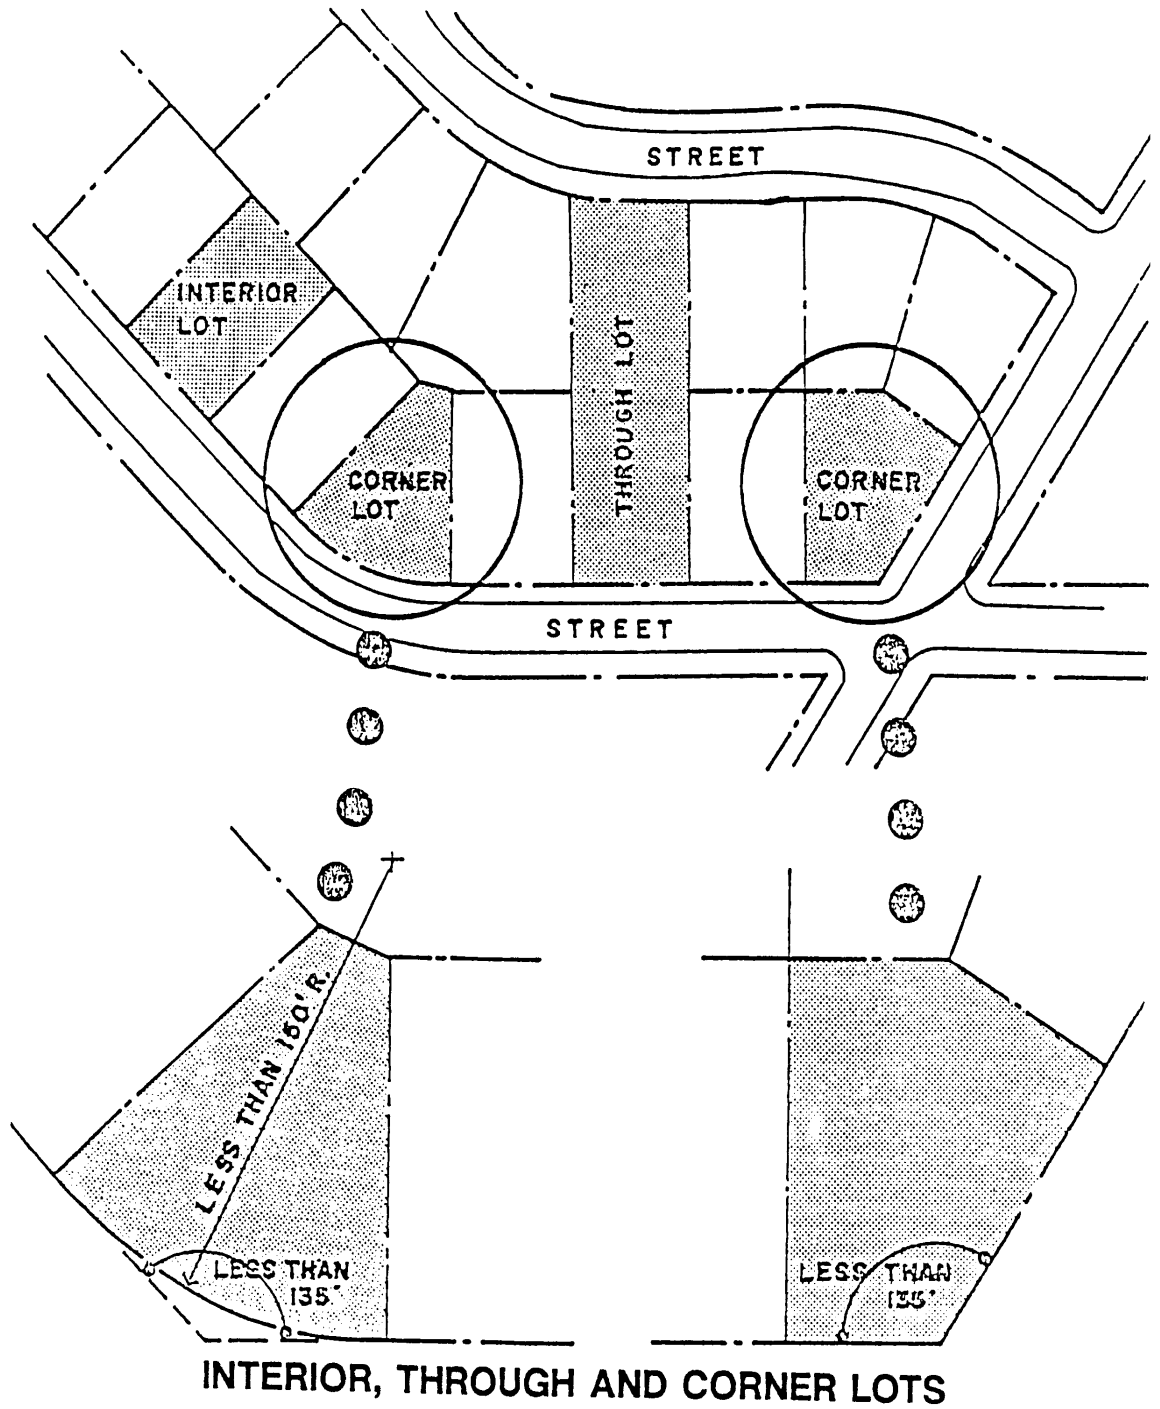 STREET
INTERIOR
LOT
THROUGH LOT
CORNER
LOT
CORNER
LOT
STREET
LESS THAN 150' R.
LESS THAN
135°
LESS THAN
135°
INTERIOR, THROUGH AND CORNER LOTS